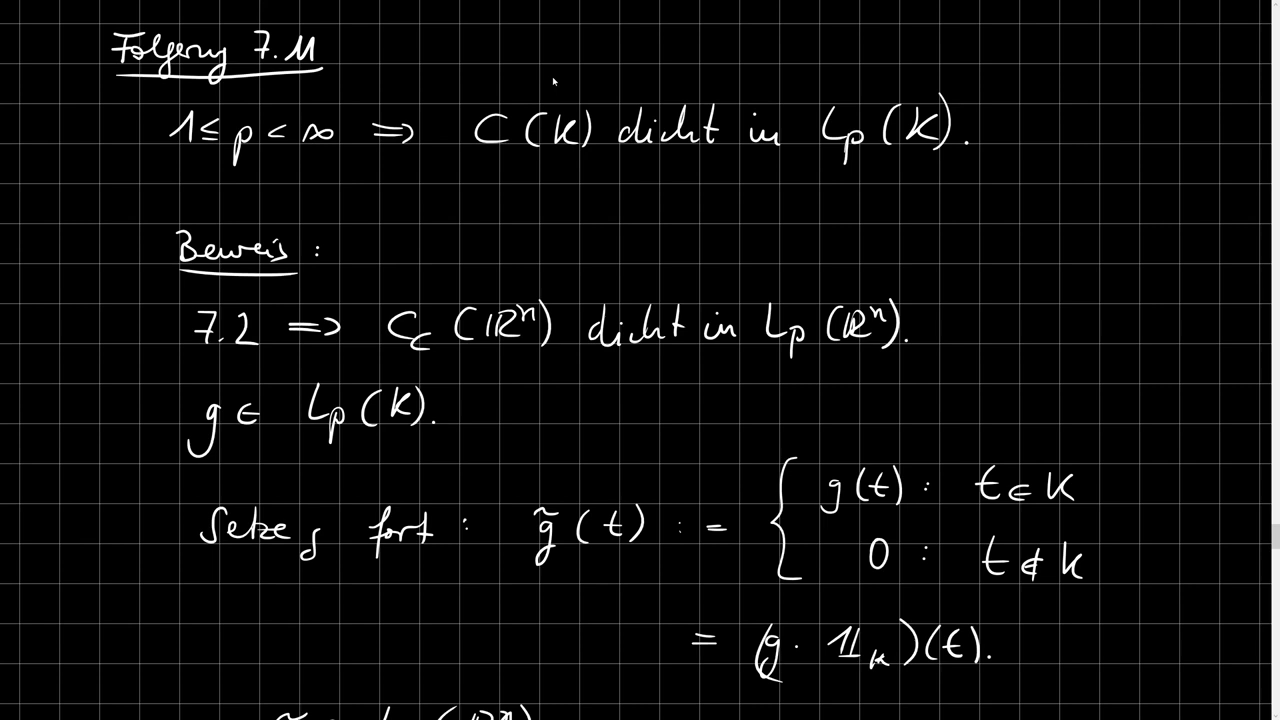 Folgerung 7.11
1 ≤ p < ∞ ⇒ C(K) dicht in Lp(K).
Beweis:
7.2 ⇒ Cc(ℝⁿ) dicht in Lp(ℝⁿ).
g ∈ Lp(K).
Setze g fort: g̃(t) := { g(t) : t ∈ K
0 : t ∉ K
= (g · 𝟙K)(t).